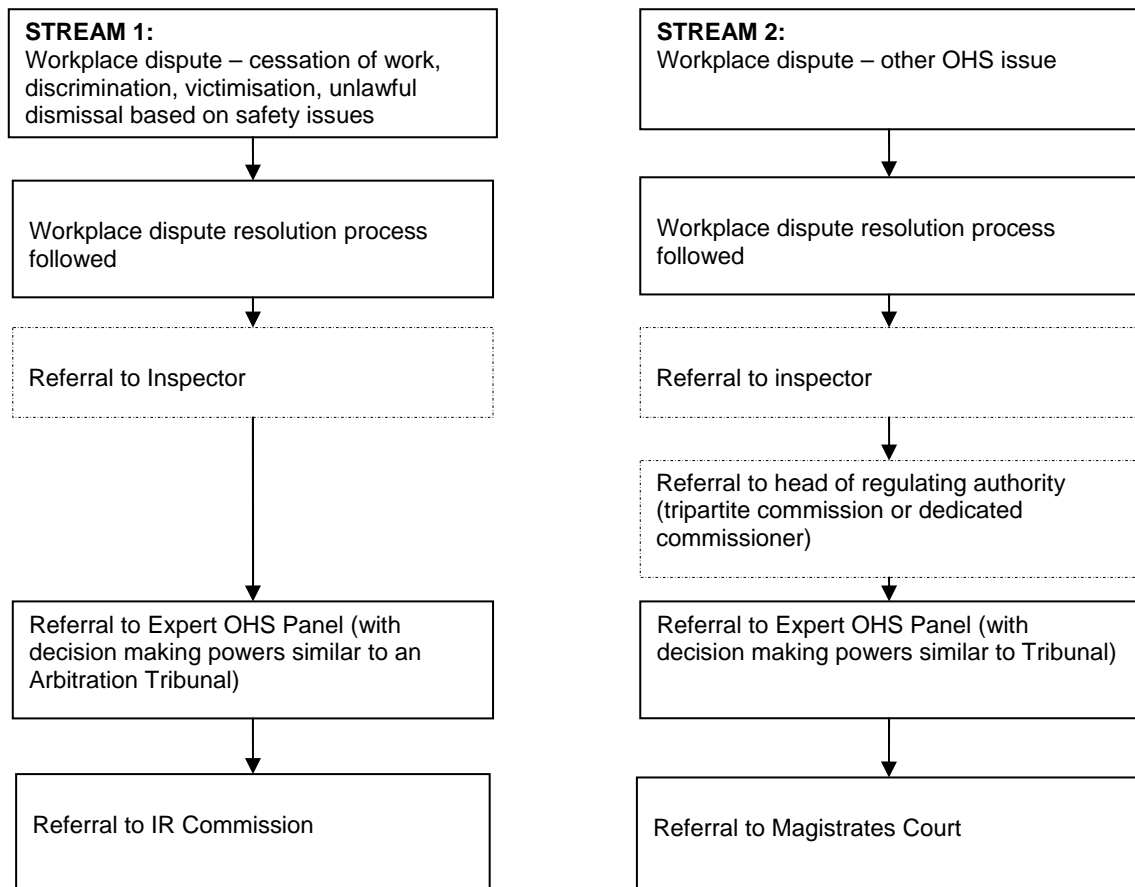 STREAM 1:
Workplace dispute – cessation of work,
discrimination, victimisation, unlawful
dismissal based on safety issues
Workplace dispute resolution process
followed
Referral to Inspector
Referral to Expert OHS Panel (with
decision making powers similar to an
Arbitration Tribunal)
Referral to IR Commission
STREAM 2:
Workplace dispute – other OHS issue
Workplace dispute resolution process
followed
Referral to inspector
Referral to head of regulating authority
(tripartite commission or dedicated
commissioner)
Referral to Expert OHS Panel (with
decision making powers similar to Tribunal)
Referral to Magistrates Court